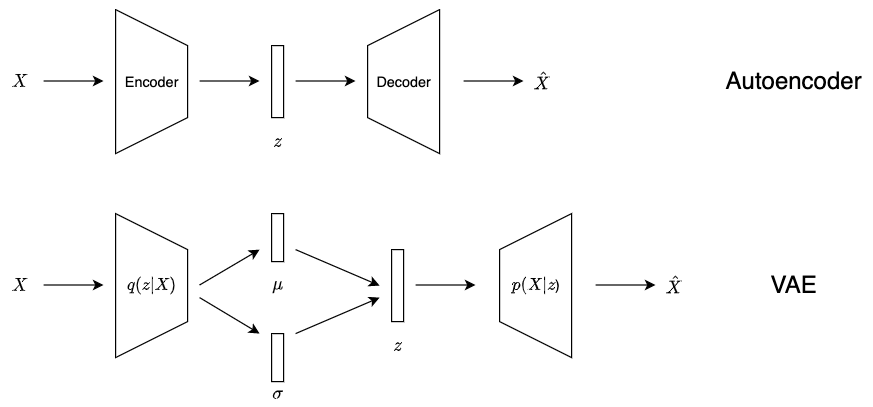 X Encoder z Decoder X̂ Autoencoder
X q(z|X) μ σ z p(X|z) X̂ VAE